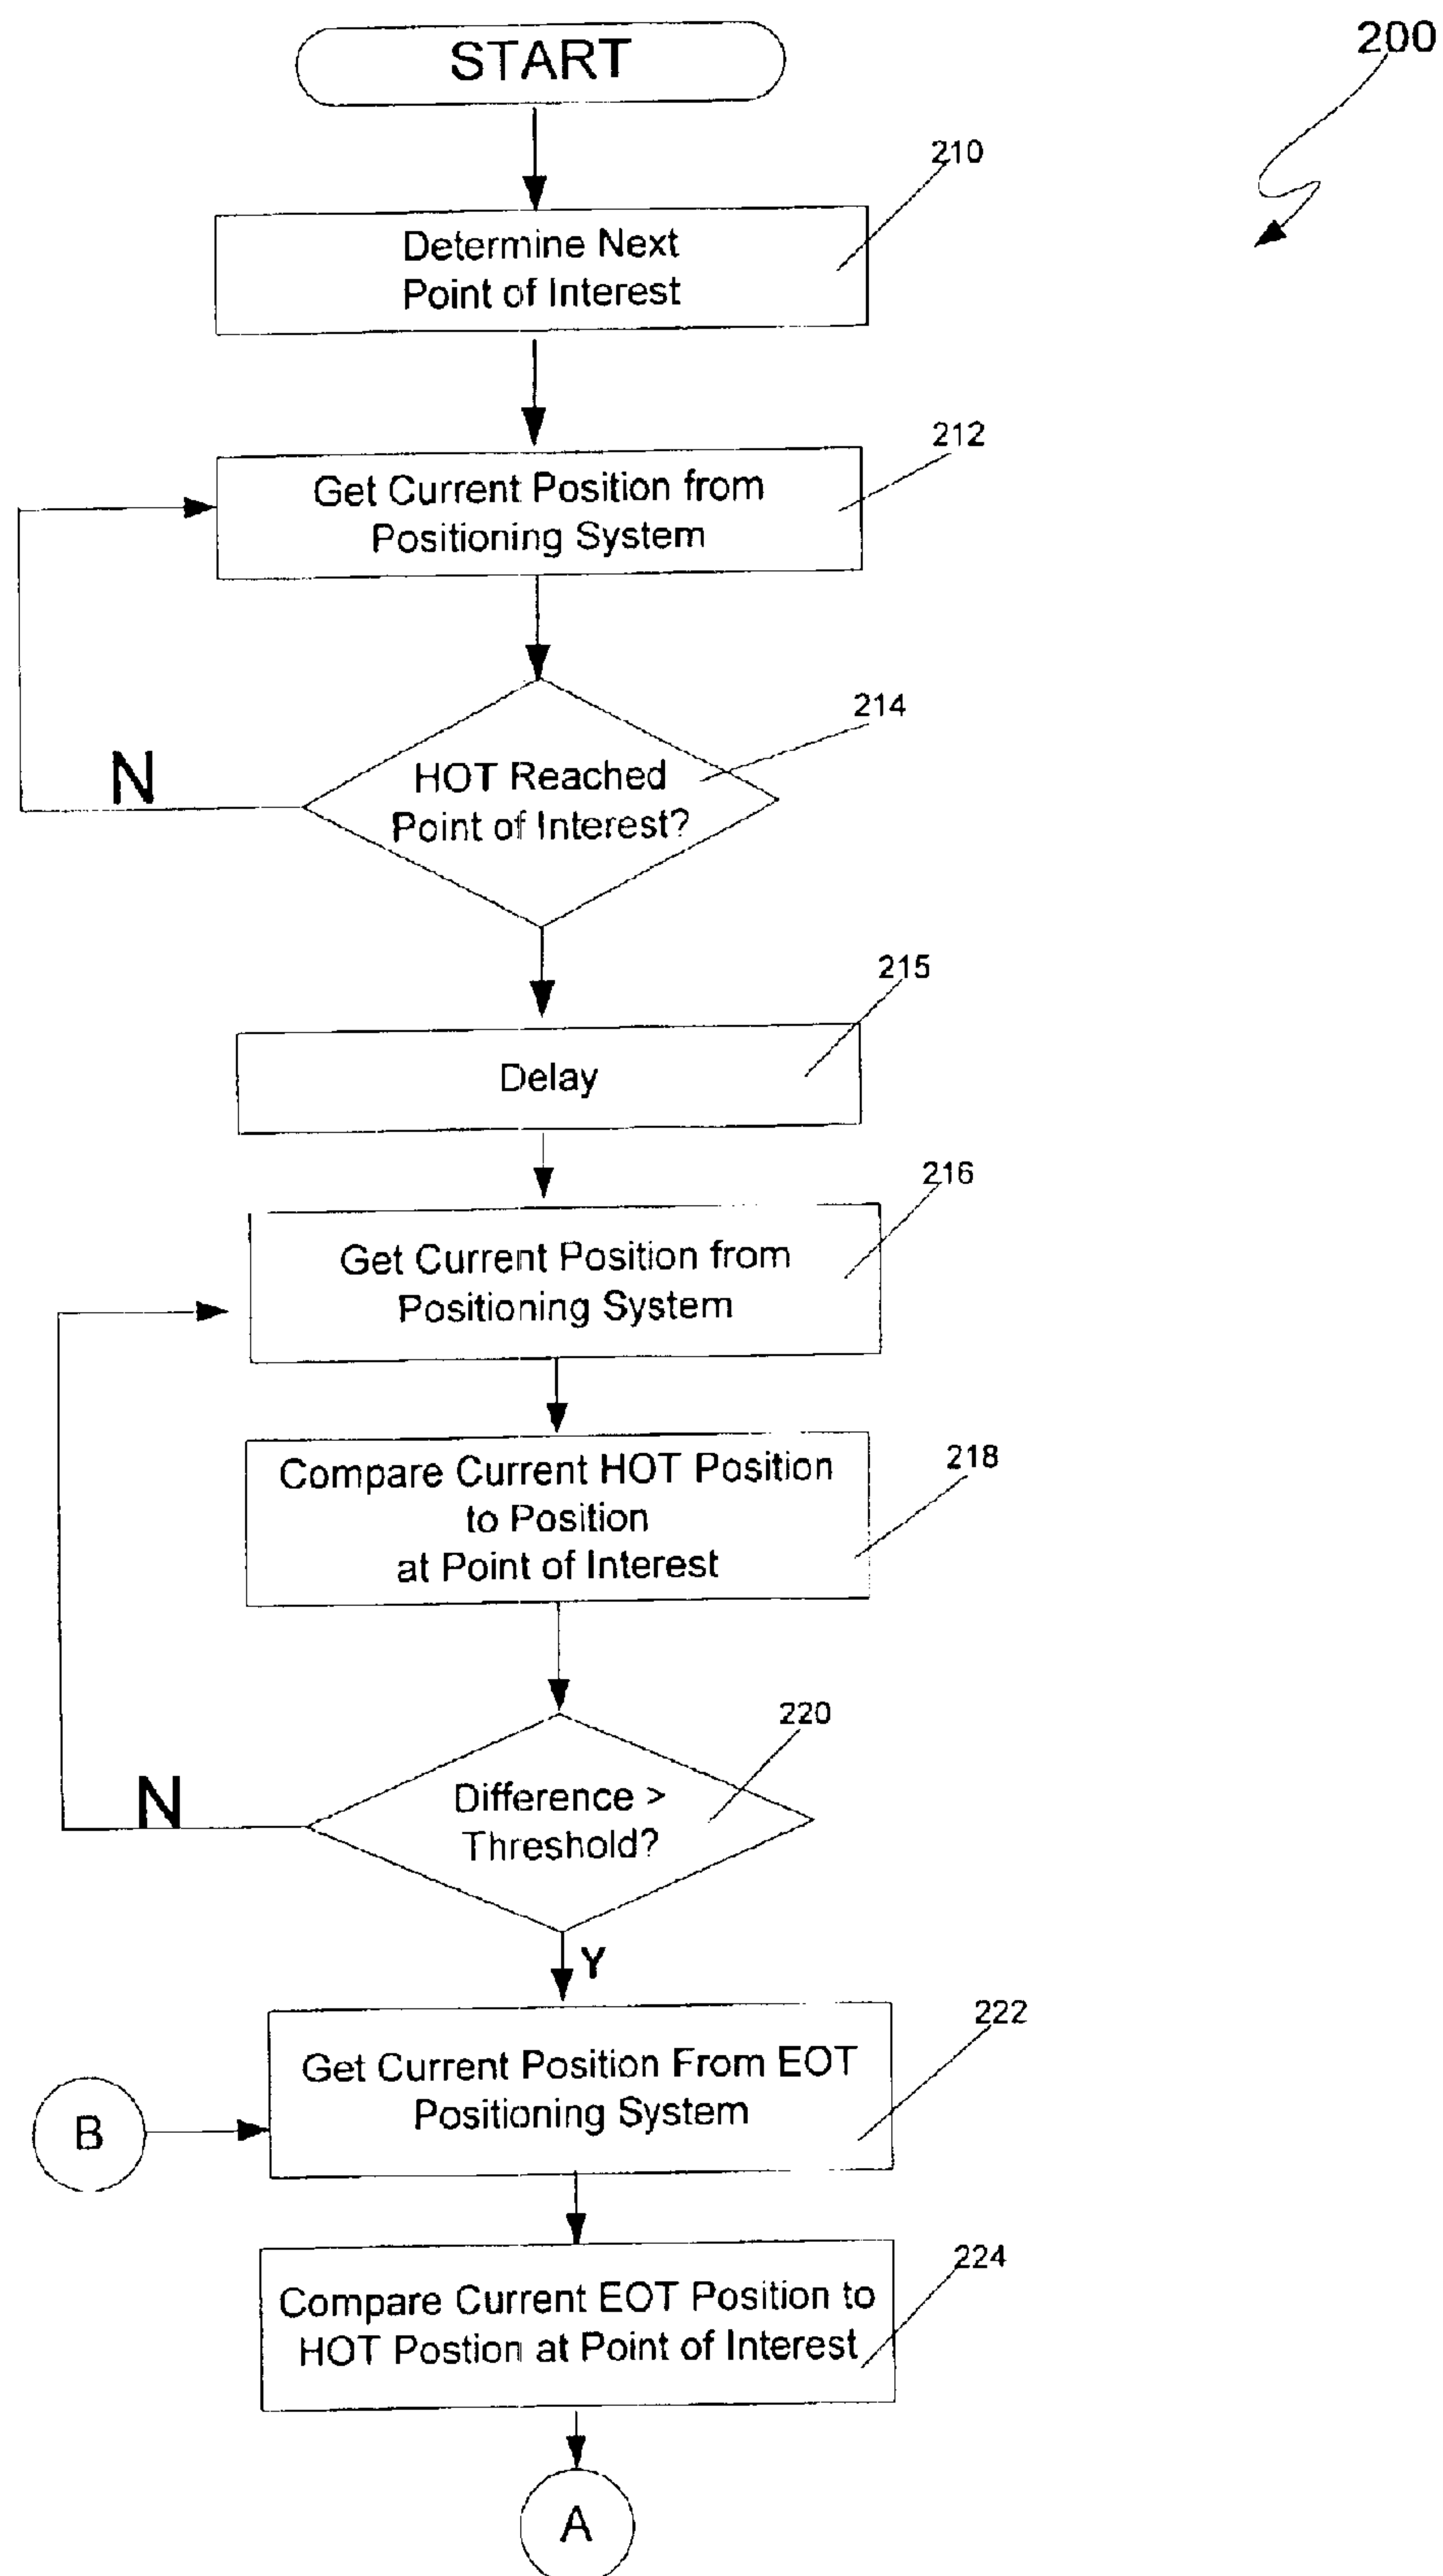 START
200
210
Determine Next
Point of Interest
212
Get Current Position from
Positioning System
214
HOT Reached
Point of Interest?
N
215
Delay
216
Get Current Position from
Positioning System
218
Compare Current HOT Position
to Position
at Point of Interest
220
Difference >
Threshold?
N
Y
222
Get Current Position From EOT
Positioning System
B
224
Compare Current EOT Position to
HOT Postion at Point of Interest
A